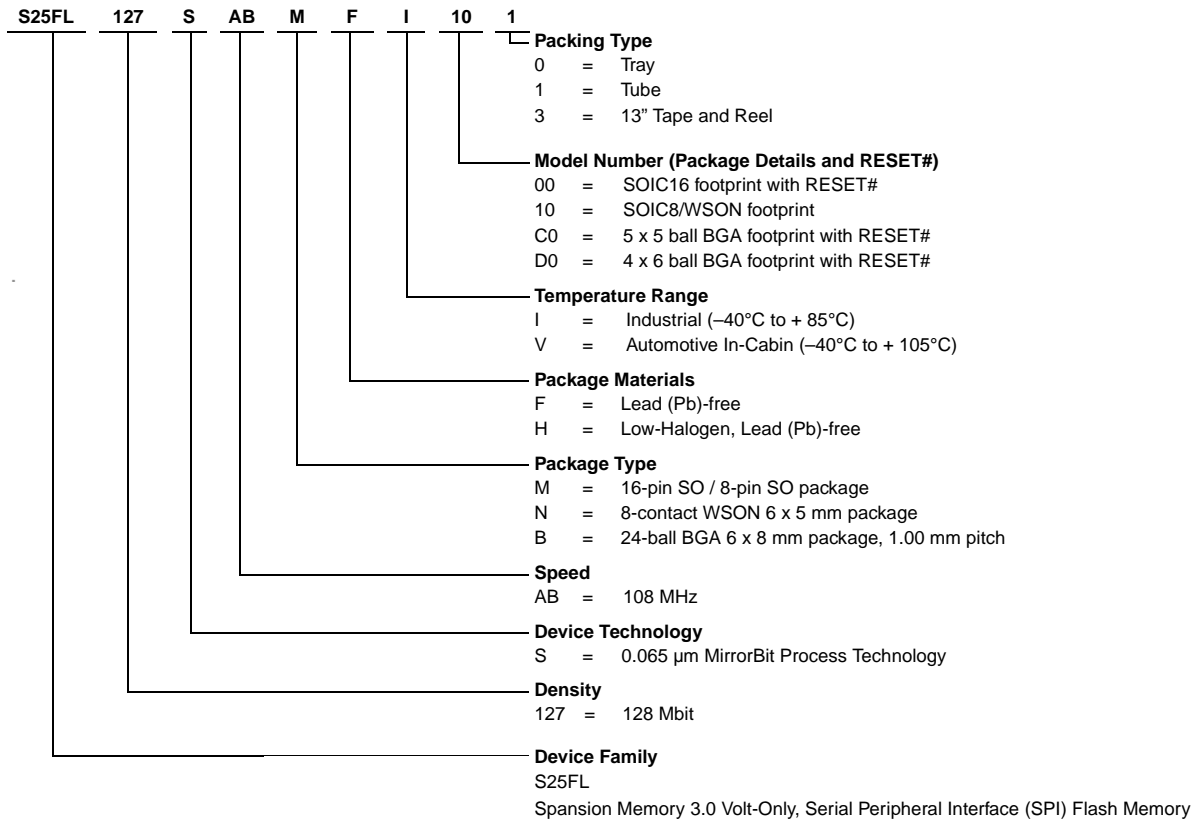 S25FL 127 S AB M F I 10 1
Packing Type
0 = Tray
1 = Tube
3 = 13” Tape and Reel
Model Number (Package Details and RESET#)
00 = SOIC16 footprint with RESET#
10 = SOIC8/WSON footprint
C0 = 5 x 5 ball BGA footprint with RESET#
D0 = 4 x 6 ball BGA footprint with RESET#
Temperature Range
I = Industrial (–40°C to + 85°C)
V = Automotive In-Cabin (–40°C to + 105°C)
Package Materials
F = Lead (Pb)-free
H = Low-Halogen, Lead (Pb)-free
Package Type
M = 16-pin SO / 8-pin SO package
N = 8-contact WSON 6 x 5 mm package
B = 24-ball BGA 6 x 8 mm package, 1.00 mm pitch
Speed
AB = 108 MHz
Device Technology
S = 0.065 µm MirrorBit Process Technology
Density
127 = 128 Mbit
Device Family
S25FL
Spansion Memory 3.0 Volt-Only, Serial Peripheral Interface (SPI) Flash Memory